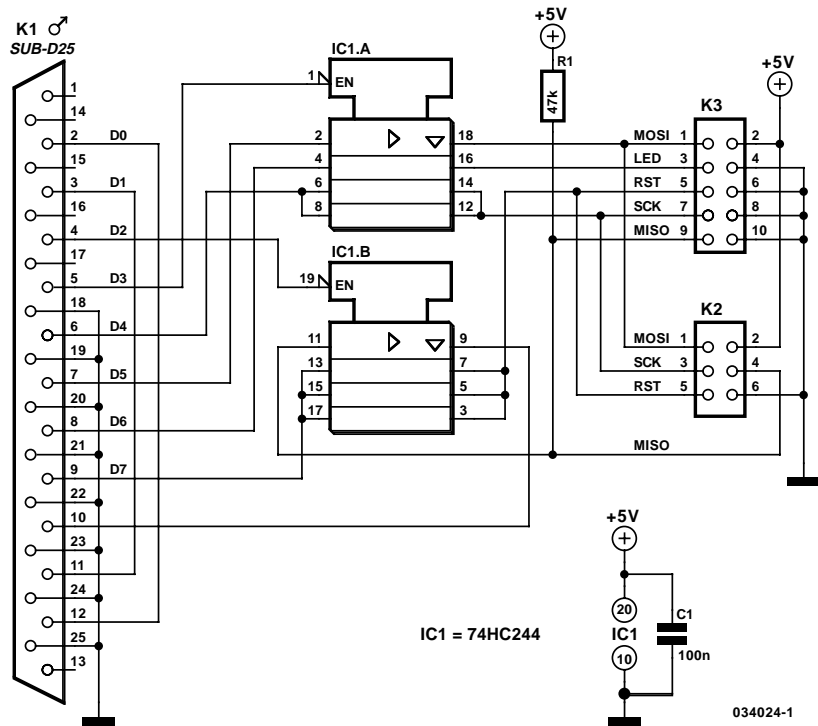 K1 ♂
SUB-D25
1
14
2 D0
15
3 D1
16
4 D2
17
5 D3
18
6 D4
19
7 D5
20
8 D6
21
9 D7
22
10
23
11
24
12
25
13
IC1.A
1 EN
2 18
4 16
6 14
8 12
IC1.B
19 EN
11 9
13 7
15 5
17 3
+5V
R1
47k
+5V
K3
MOSI 1 2
LED 3 4
RST 5 6
SCK 7 8
MISO 9 10
K2
MOSI 1 2
SCK 3 4
RST 5 6
MISO
+5V
20
C1
IC1
100n
10
IC1 = 74HC244
034024-1